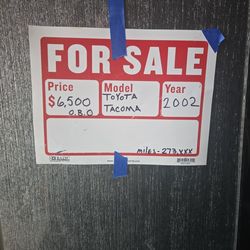 FOR SALE
Price Model Year
$6,500 TOYOTA 2002
O.B.O TACOMA
miles-273,xxx